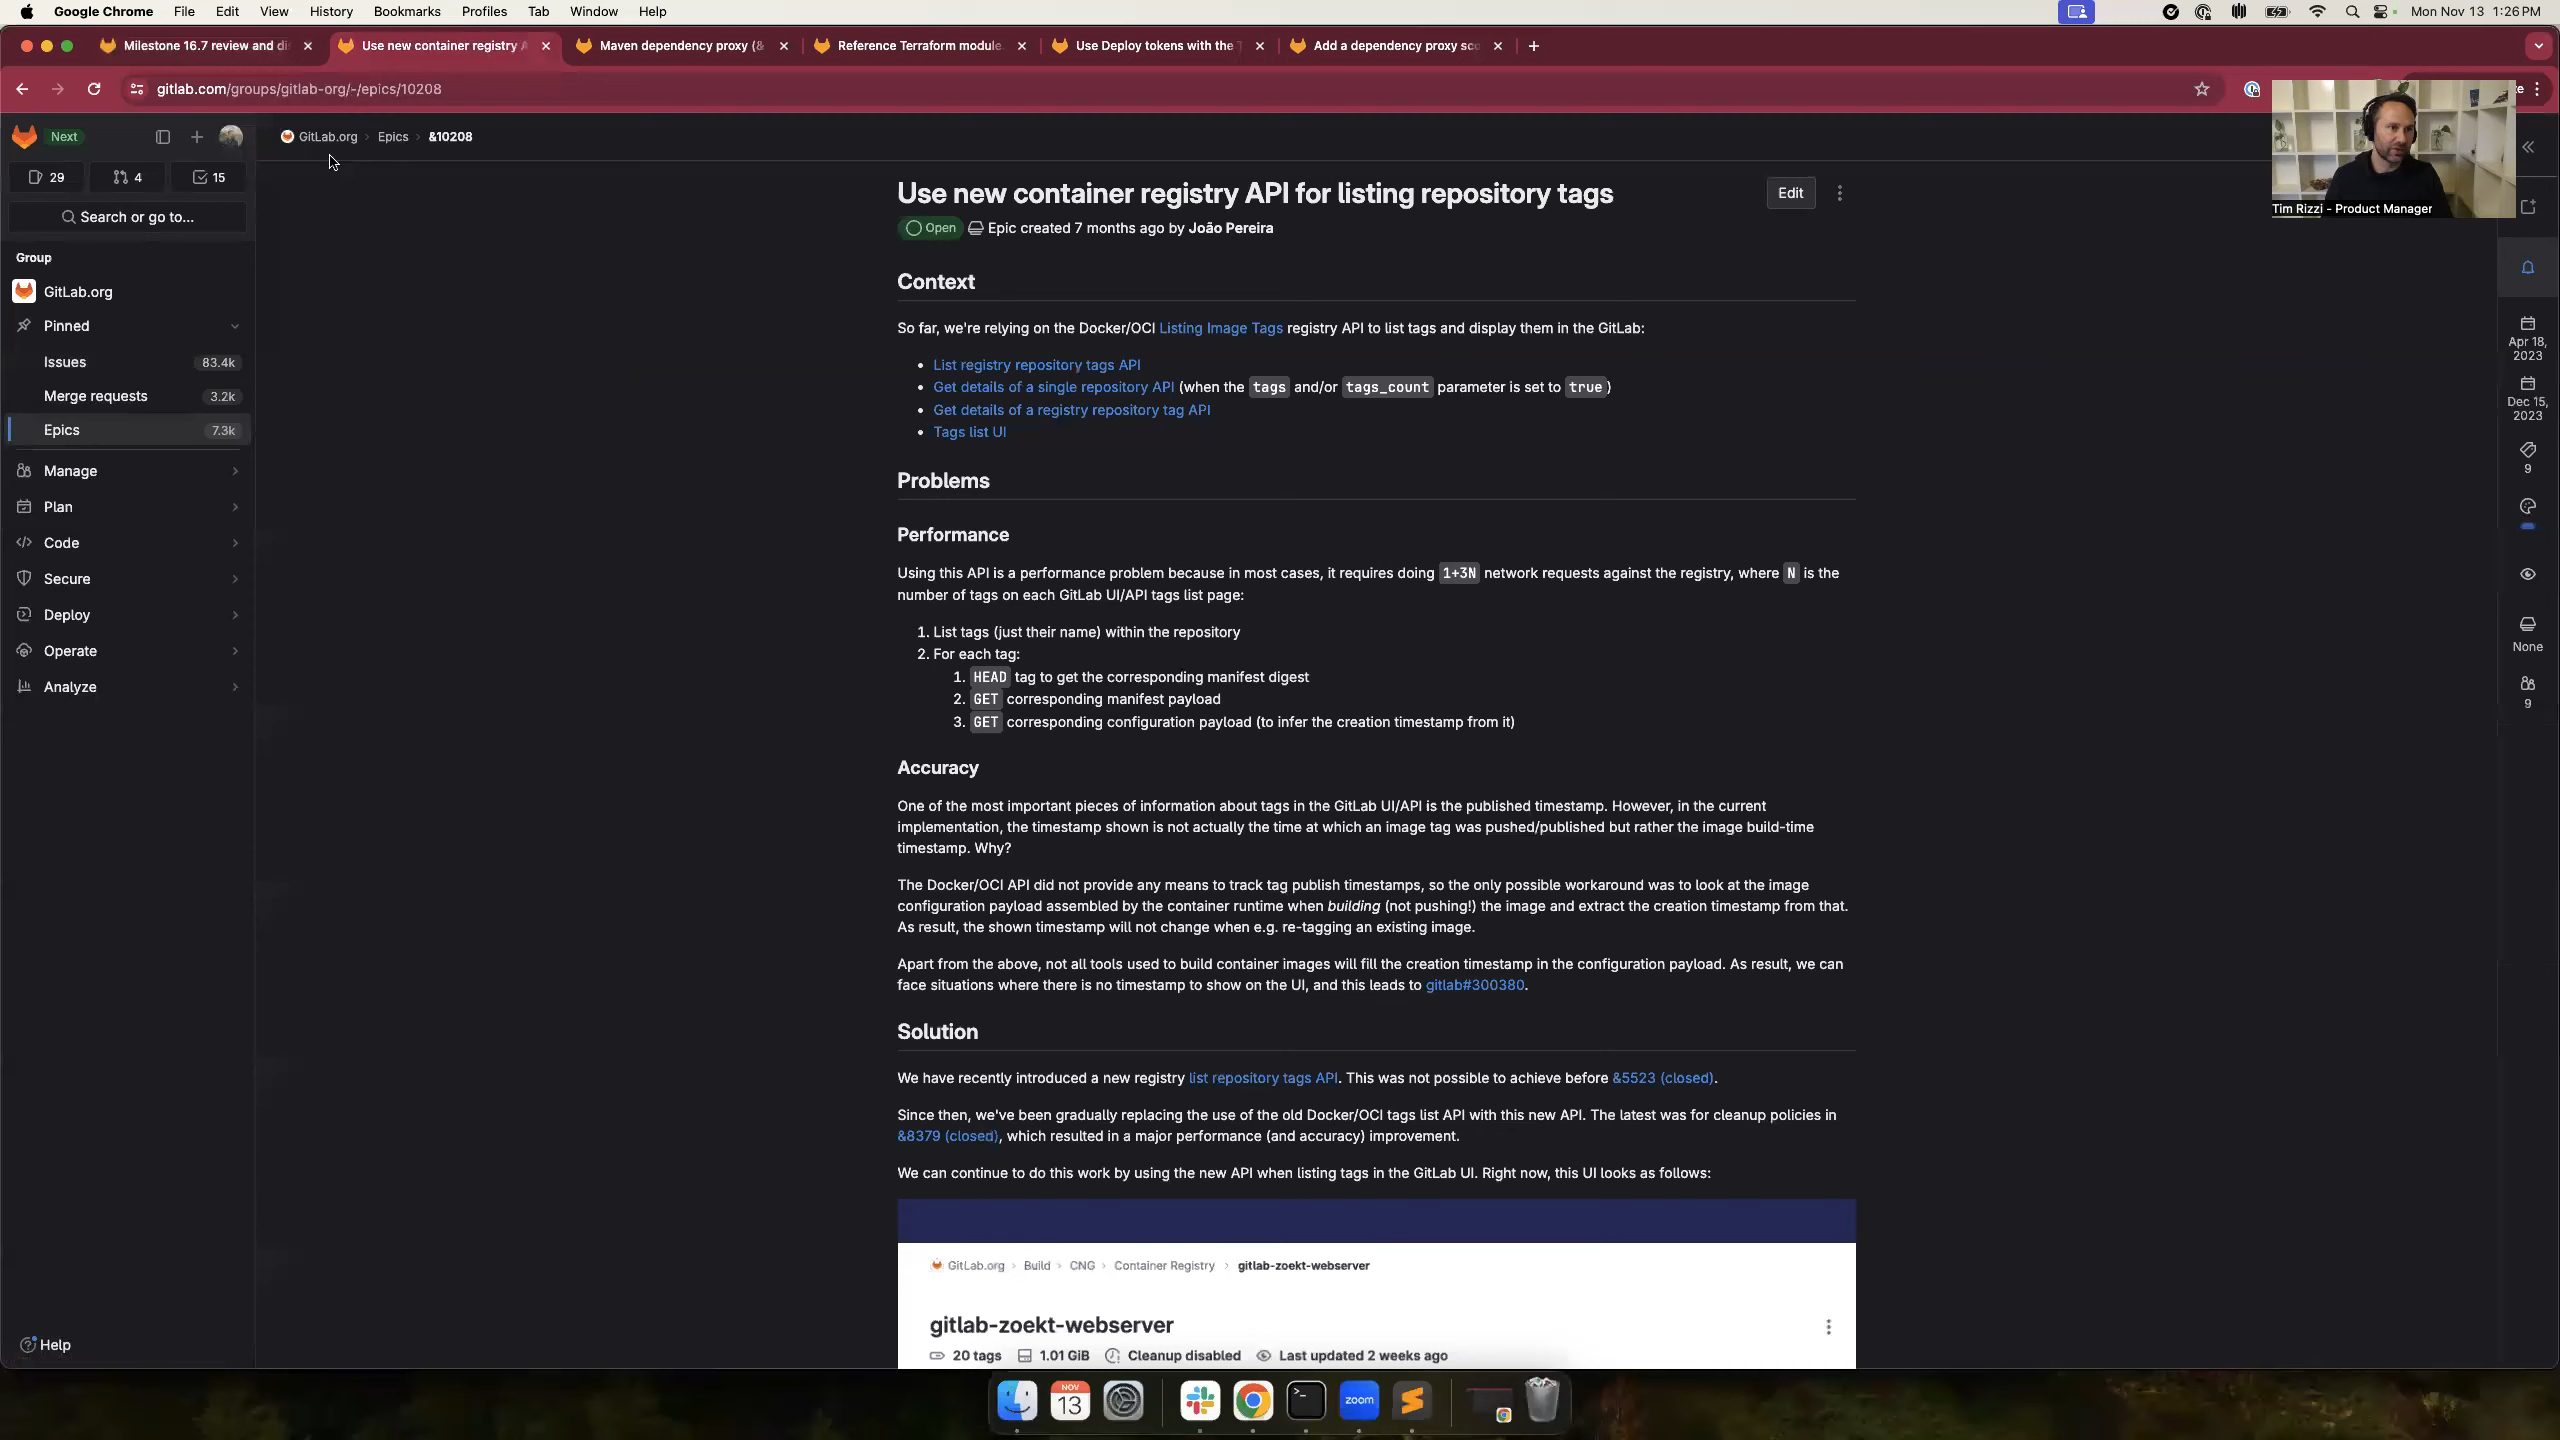 Google Chrome File Edit View History Bookmarks Profiles Tab Window Help
Mon Nov 13 1:26 PM
Milestone 16.7 review and di
Use new container registry A
Maven dependency proxy (&
Reference Terraform module
Use Deploy tokens with the T
Add a dependency proxy sc
gitlab.com/groups/gitlab-org/-/epics/10208
Next
GitLab.org › Epics › &10208
29 4 15
Search or go to...
Group
GitLab.org
Pinned
Issues 83.4k
Merge requests 3.2k
Epics 7.3k
Manage
Plan
Code
Secure
Deploy
Operate
Analyze
Help
Use new container registry API for listing repository tags
Edit
Open Epic created 7 months ago by João Pereira
Context
So far, we're relying on the Docker/OCI Listing Image Tags registry API to list tags and display them in the GitLab:
• List registry repository tags API
• Get details of a single repository API (when the tags and/or tags_count parameter is set to true)
• Get details of a registry repository tag API
• Tags list UI
Problems
Performance
Using this API is a performance problem because in most cases, it requires doing 1+3N network requests against the registry, where N is the
number of tags on each GitLab UI/API tags list page:
1. List tags (just their name) within the repository
2. For each tag:
1. HEAD tag to get the corresponding manifest digest
2. GET corresponding manifest payload
3. GET corresponding configuration payload (to infer the creation timestamp from it)
Accuracy
One of the most important pieces of information about tags in the GitLab UI/API is the published timestamp. However, in the current
implementation, the timestamp shown is not actually the time at which an image tag was pushed/published but rather the image build-time
timestamp. Why?
The Docker/OCI API did not provide any means to track tag publish timestamps, so the only possible workaround was to look at the image
configuration payload assembled by the container runtime when building (not pushing!) the image and extract the creation timestamp from that.
As result, the shown timestamp will not change when e.g. re-tagging an existing image.
Apart from the above, not all tools used to build container images will fill the creation timestamp in the configuration payload. As result, we can
face situations where there is no timestamp to show on the UI, and this leads to gitlab#300380.
Solution
We have recently introduced a new registry list repository tags API. This was not possible to achieve before &5523 (closed).
Since then, we've been gradually replacing the use of the old Docker/OCI tags list API with this new API. The latest was for cleanup policies in
&8379 (closed), which resulted in a major performance (and accuracy) improvement.
We can continue to do this work by using the new API when listing tags in the GitLab UI. Right now, this UI looks as follows:
GitLab.org › Build › CNG › Container Registry › gitlab-zoekt-webserver
gitlab-zoekt-webserver
20 tags 1.01 GiB Cleanup disabled Last updated 2 weeks ago
Tim Rizzi - Product Manager
Apr 18,
2023
Dec 15,
2023
9
None
9
NOV
13
zoom